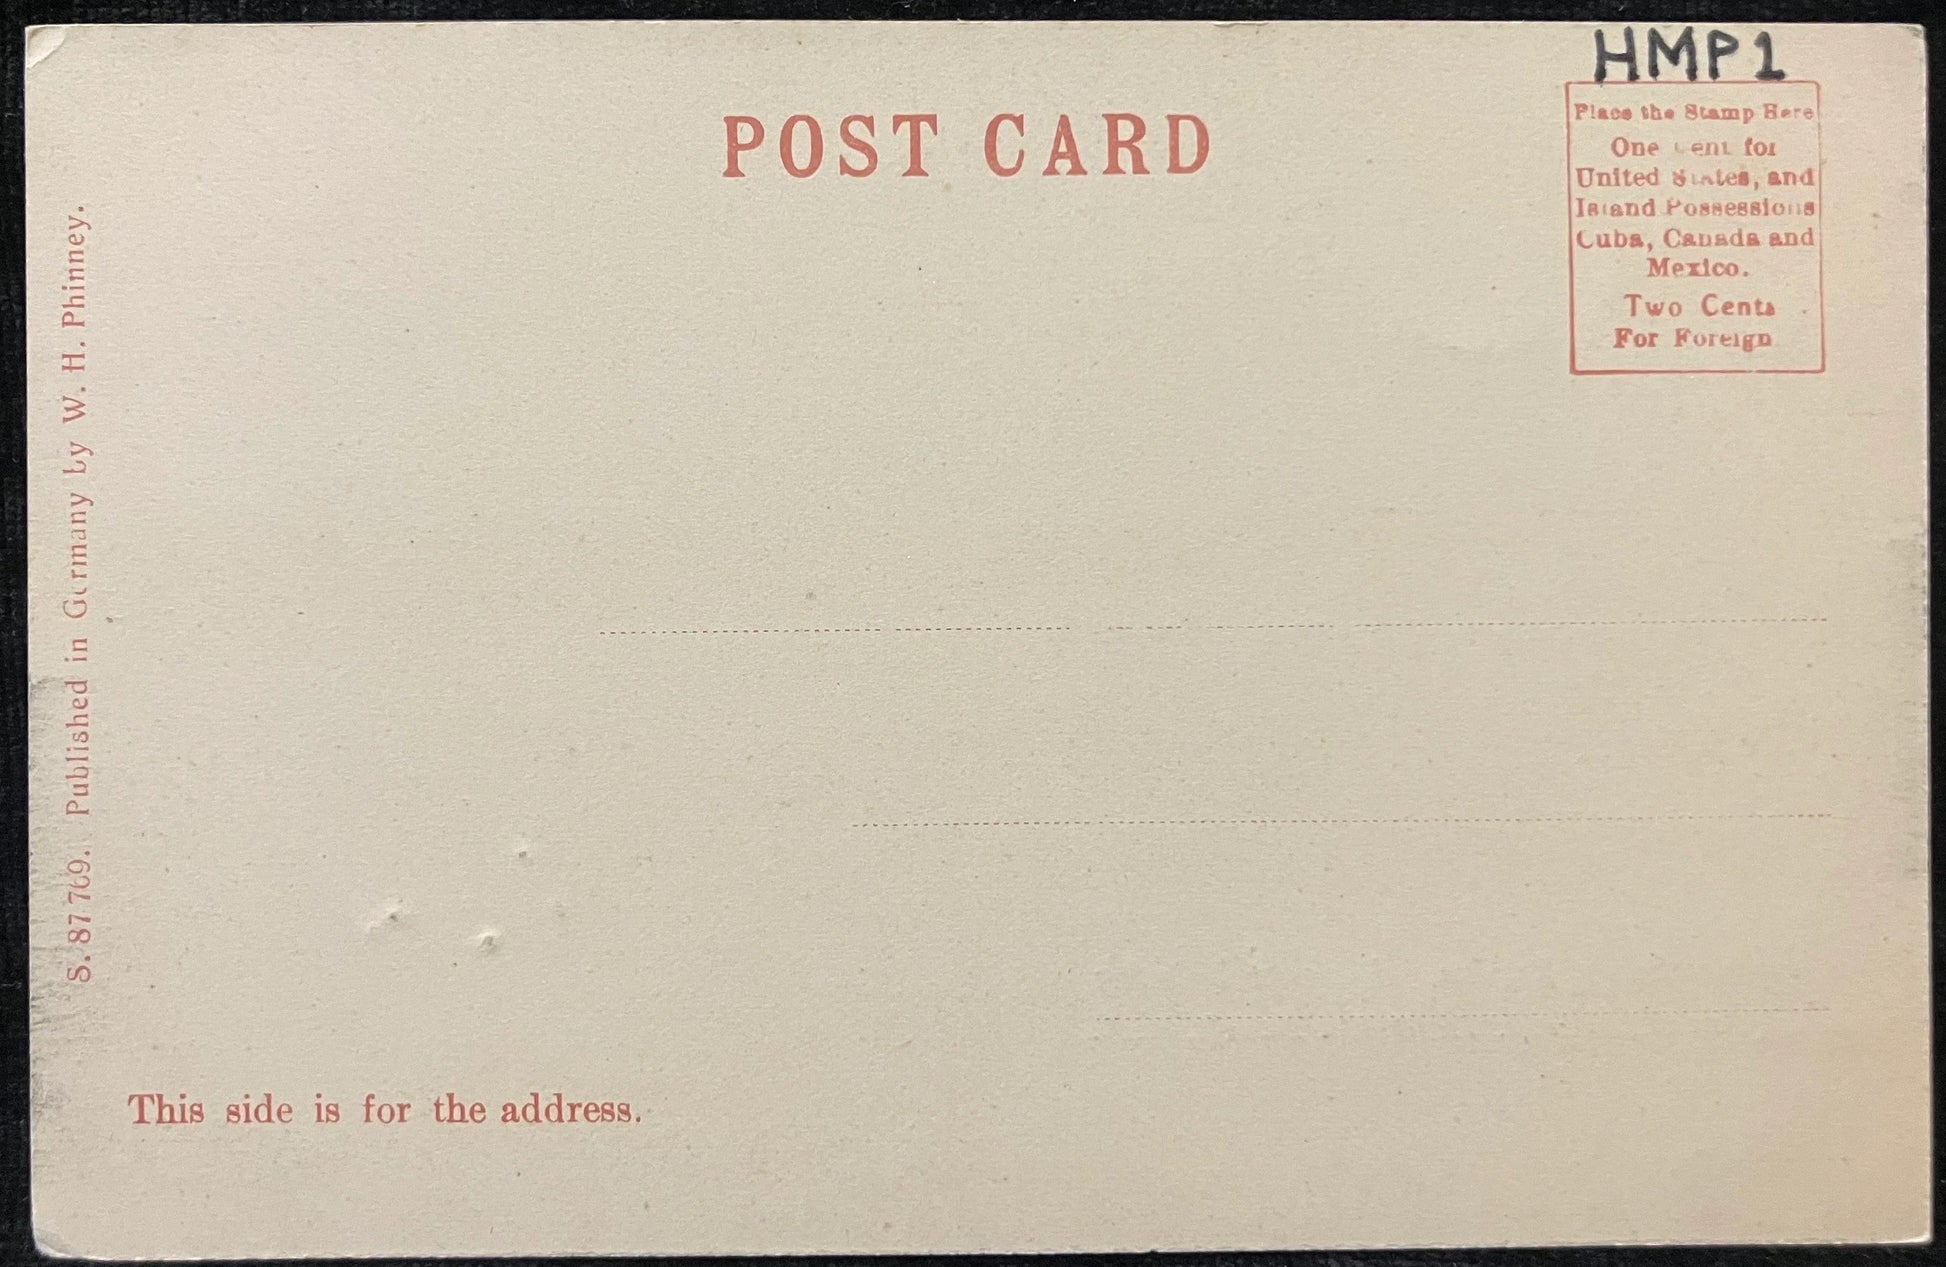 HMP1
POST CARD
Place the Stamp Here
One Cent for
United States, and
Island Possessions
Cuba, Canada and
Mexico.
Two Cents
For Foreign
S. 87769. Published in Germany by W. H. Phinney.
This side is for the address.